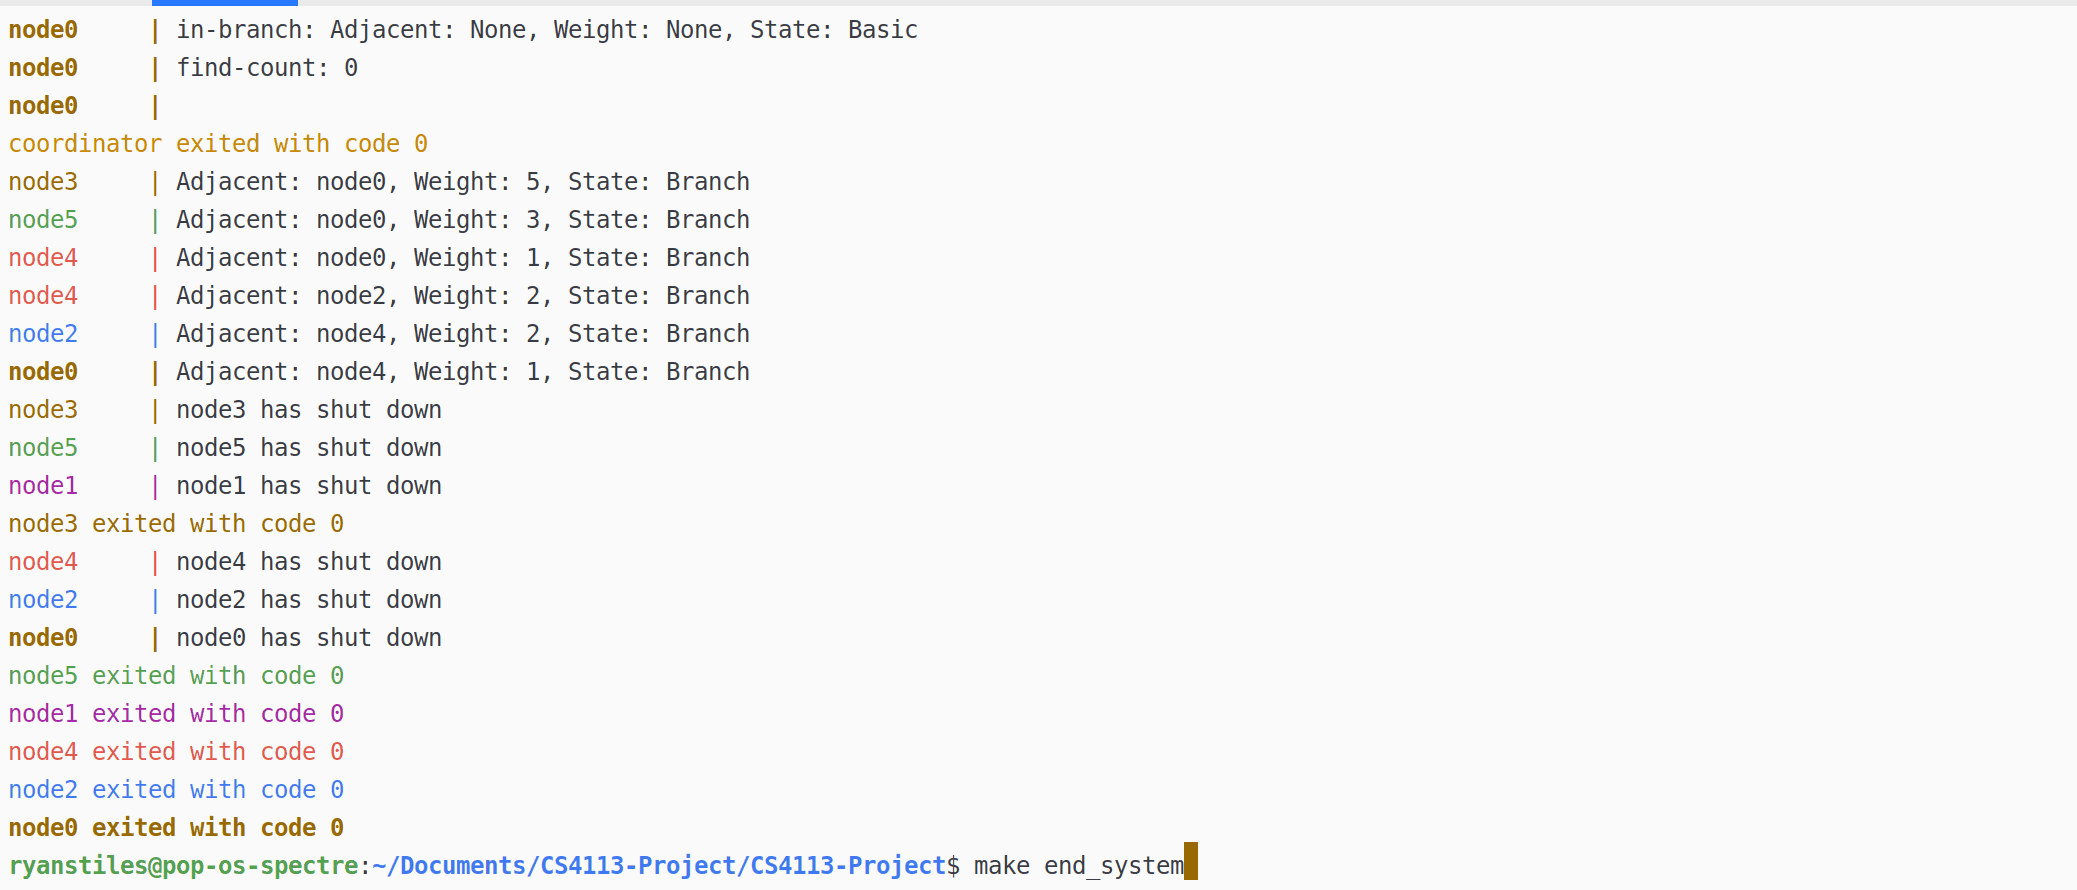 node0     | in-branch: Adjacent: None, Weight: None, State: Basic
node0     | find-count: 0
node0     |
coordinator exited with code 0
node3     | Adjacent: node0, Weight: 5, State: Branch
node5     | Adjacent: node0, Weight: 3, State: Branch
node4     | Adjacent: node0, Weight: 1, State: Branch
node4     | Adjacent: node2, Weight: 2, State: Branch
node2     | Adjacent: node4, Weight: 2, State: Branch
node0     | Adjacent: node4, Weight: 1, State: Branch
node3     | node3 has shut down
node5     | node5 has shut down
node1     | node1 has shut down
node3 exited with code 0
node4     | node4 has shut down
node2     | node2 has shut down
node0     | node0 has shut down
node5 exited with code 0
node1 exited with code 0
node4 exited with code 0
node2 exited with code 0
node0 exited with code 0
ryanstiles@pop-os-spectre:~/Documents/CS4113-Project/CS4113-Project$ make end_system